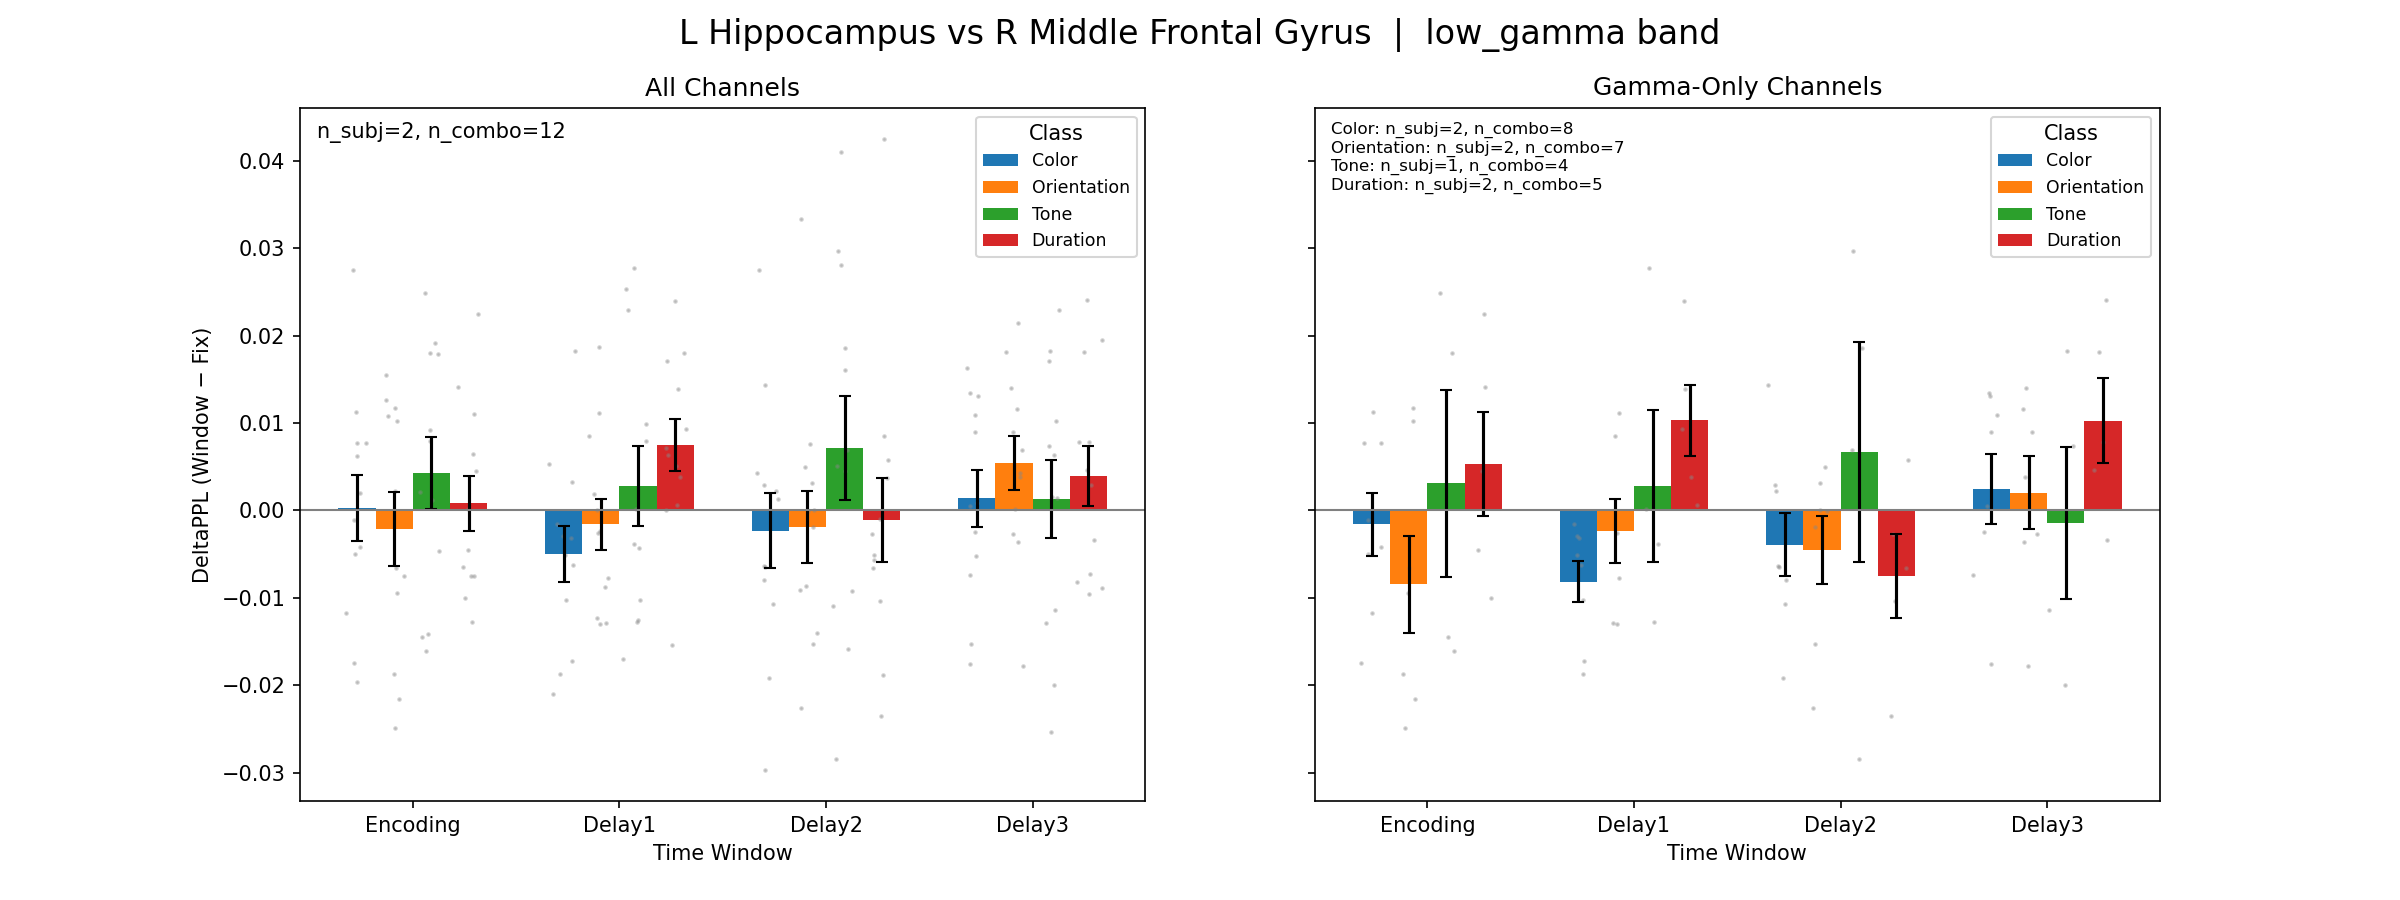 L Hippocampus vs R Middle Frontal Gyrus | low_gamma band
All Channels
n_subj=2, n_combo=12
Class
Color
Orientation
Tone
Duration
0.04
0.03
0.02
0.01
0.00
−0.01
−0.02
−0.03
DeltaPPL (Window − Fix)
Encoding
Delay1
Delay2
Delay3
Time Window
Gamma-Only Channels
Color: n_subj=2, n_combo=8
Orientation: n_subj=2, n_combo=7
Tone: n_subj=1, n_combo=4
Duration: n_subj=2, n_combo=5
Class
Color
Orientation
Tone
Duration
Encoding
Delay1
Delay2
Delay3
Time Window